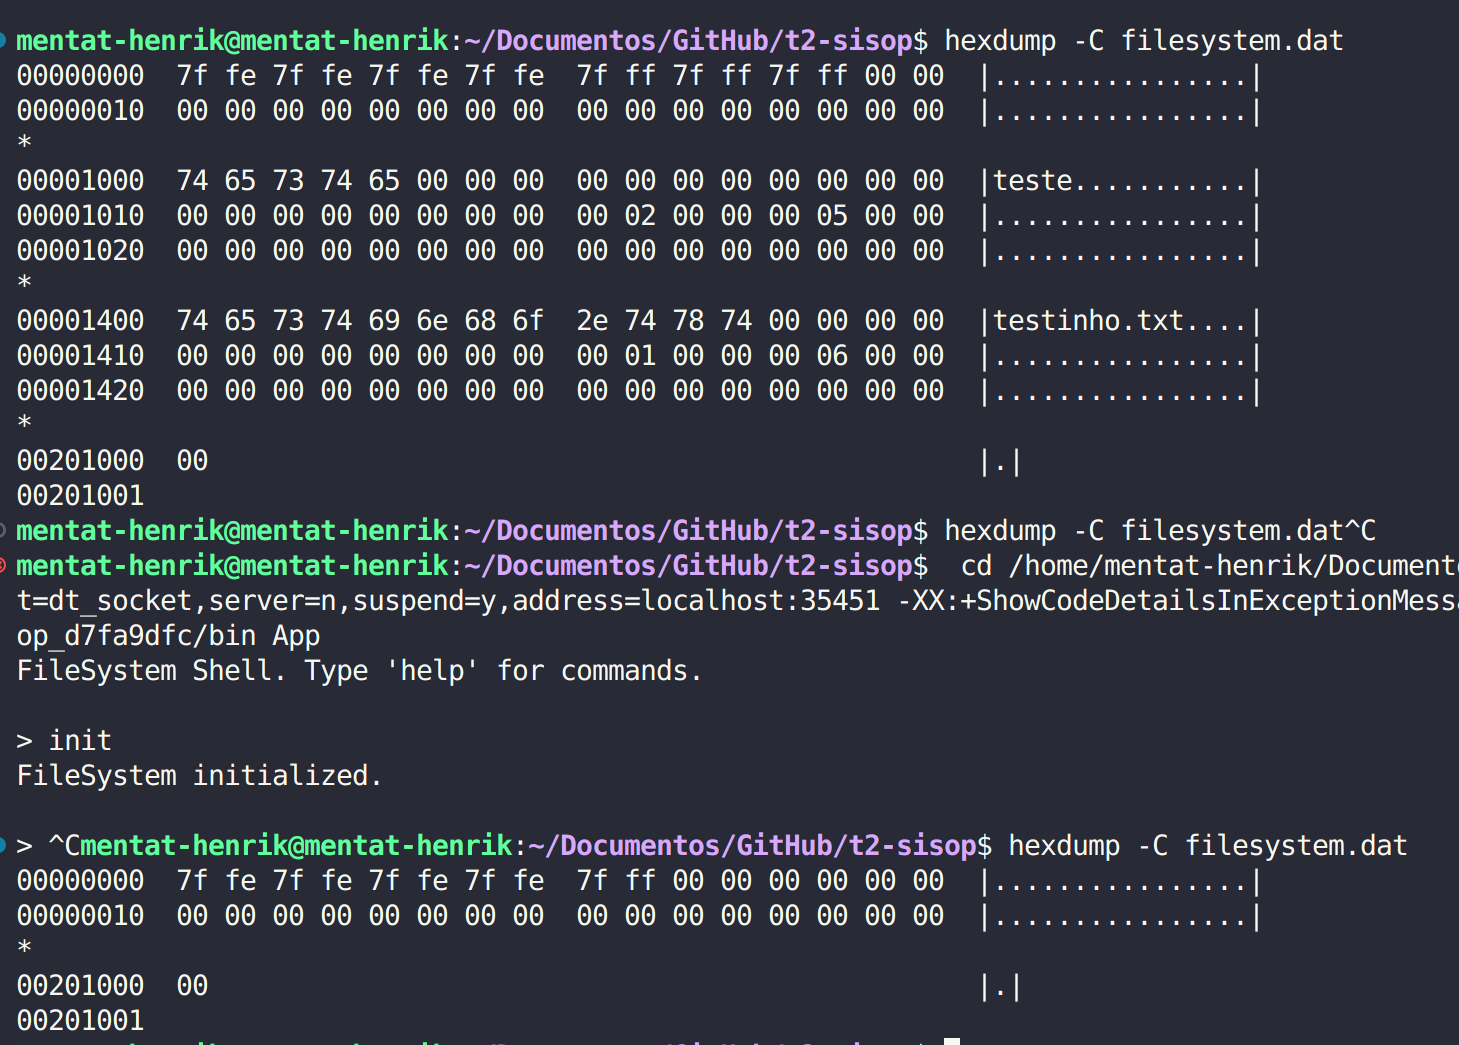 mentat-henrik@mentat-henrik:~/Documentos/GitHub/t2-sisop$ hexdump -C filesystem.dat
00000000  7f fe 7f fe 7f fe 7f fe  7f ff 7f ff 7f ff 00 00  |................|
00000010  00 00 00 00 00 00 00 00  00 00 00 00 00 00 00 00  |................|
*
00001000  74 65 73 74 65 00 00 00  00 00 00 00 00 00 00 00  |teste...........|
00001010  00 00 00 00 00 00 00 00  00 02 00 00 00 05 00 00  |................|
00001020  00 00 00 00 00 00 00 00  00 00 00 00 00 00 00 00  |................|
*
00001400  74 65 73 74 69 6e 68 6f  2e 74 78 74 00 00 00 00  |testinho.txt....|
00001410  00 00 00 00 00 00 00 00  00 01 00 00 00 06 00 00  |................|
00001420  00 00 00 00 00 00 00 00  00 00 00 00 00 00 00 00  |................|
*
00201000  00                                                |.|
00201001
mentat-henrik@mentat-henrik:~/Documentos/GitHub/t2-sisop$ hexdump -C filesystem.dat^C
mentat-henrik@mentat-henrik:~/Documentos/GitHub/t2-sisop$  cd /home/mentat-henrik/Documento
t=dt_socket,server=n,suspend=y,address=localhost:35451 -XX:+ShowCodeDetailsInExceptionMessa
op_d7fa9dfc/bin App
FileSystem Shell. Type 'help' for commands.
> init
FileSystem initialized.
> ^Cmentat-henrik@mentat-henrik:~/Documentos/GitHub/t2-sisop$ hexdump -C filesystem.dat
00000000  7f fe 7f fe 7f fe 7f fe  7f ff 00 00 00 00 00 00  |................|
00000010  00 00 00 00 00 00 00 00  00 00 00 00 00 00 00 00  |................|
*
00201000  00                                                |.|
00201001